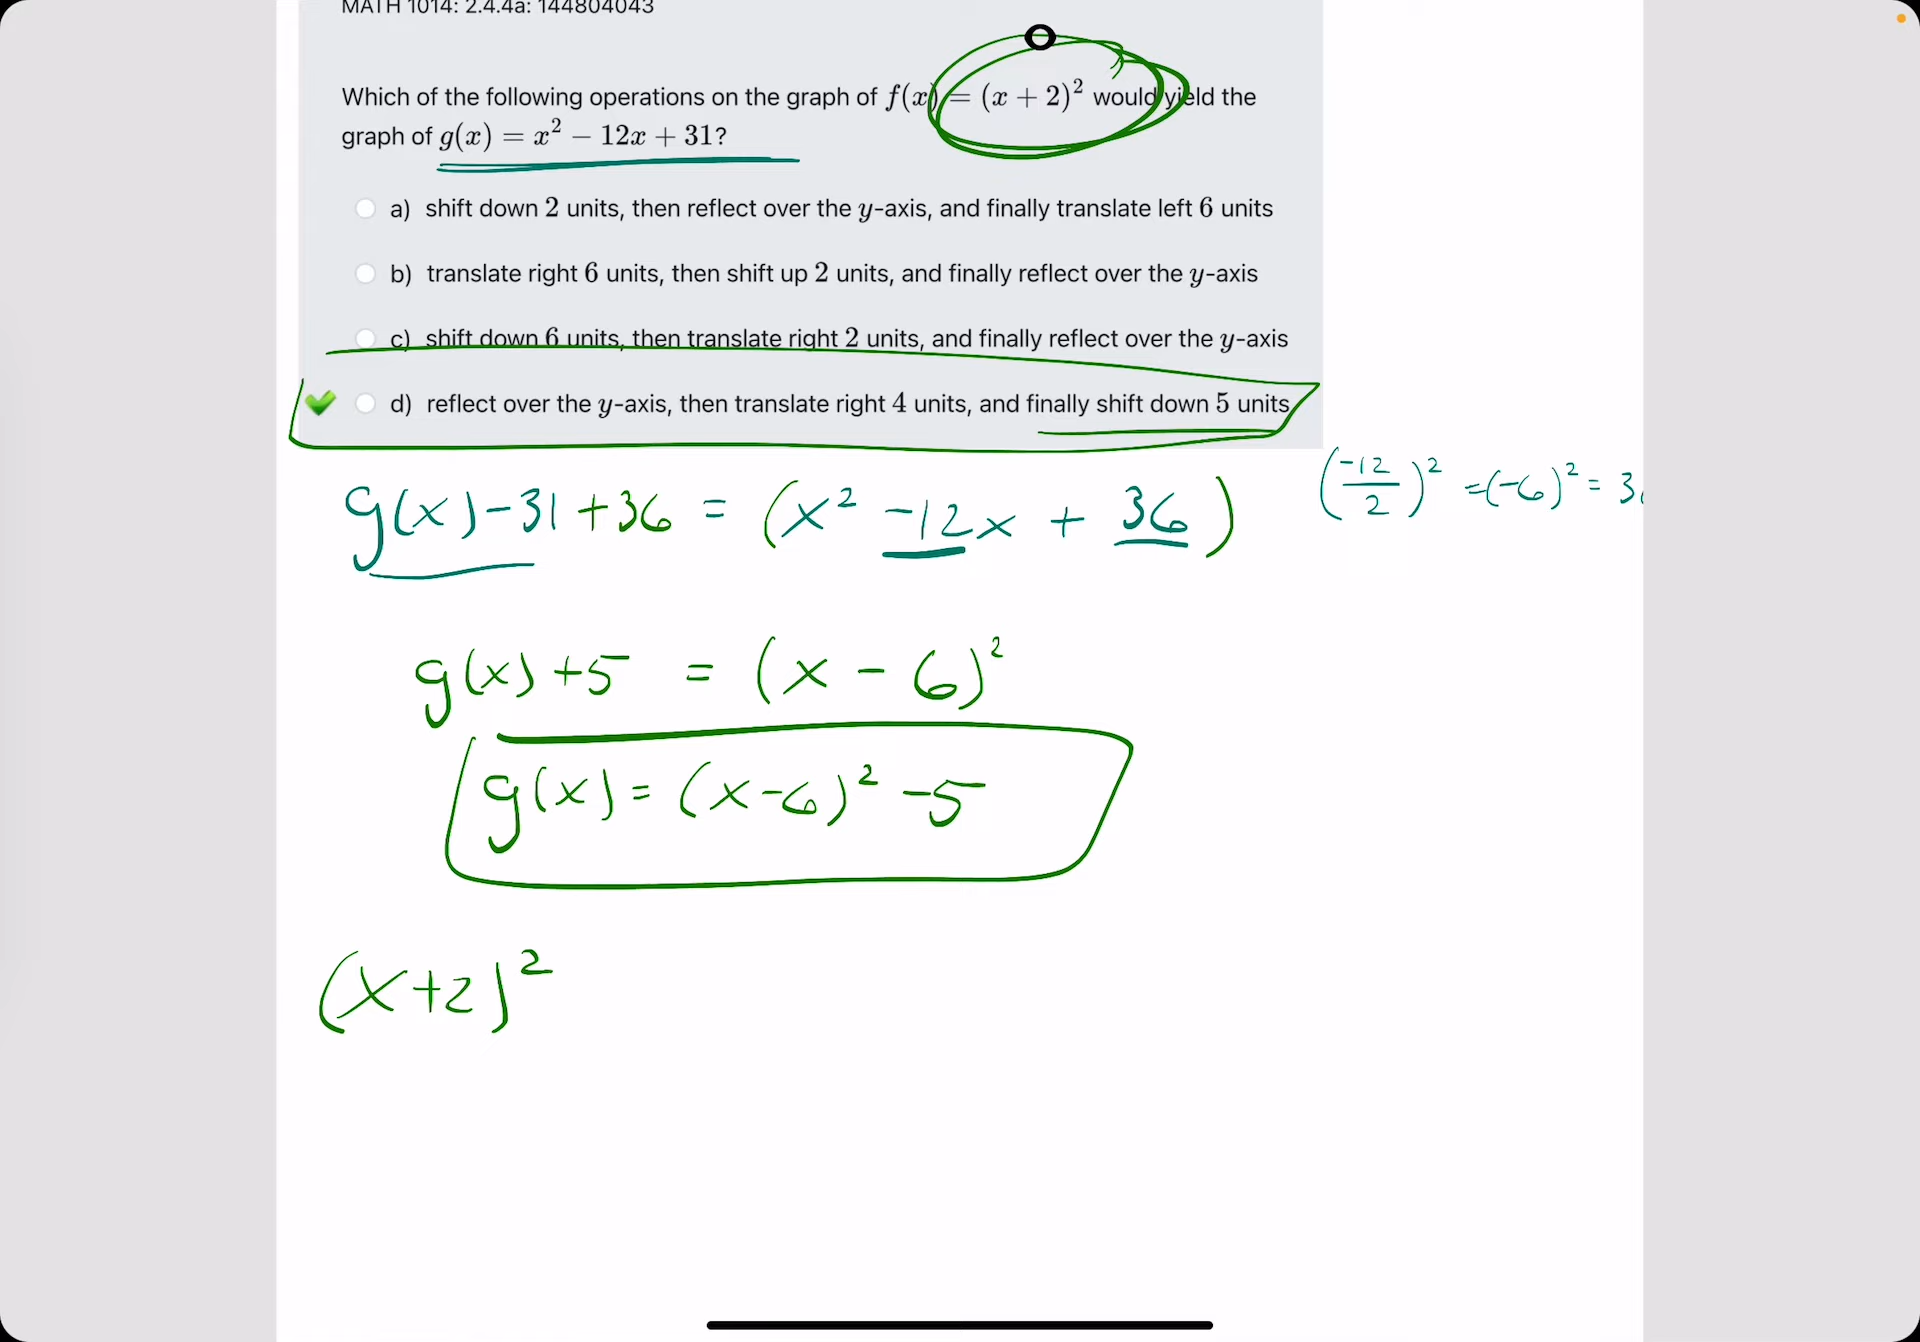 MATH 1014: 2.4.4a: 144804043
Which of the following operations on the graph of f(x) = (x + 2)² would yield the
graph of g(x) = x² − 12x + 31?
a) shift down 2 units, then reflect over the y-axis, and finally translate left 6 units
b) translate right 6 units, then shift up 2 units, and finally reflect over the y-axis
c) shift down 6 units, then translate right 2 units, and finally reflect over the y-axis
d) reflect over the y-axis, then translate right 4 units, and finally shift down 5 units
g(x) -31 +36 = (x² -12x + 36)
(-12/2)² = (-6)² = 3
g(x) +5 = (x - 6)²
g(x) = (x-6)² -5
(x+2)²